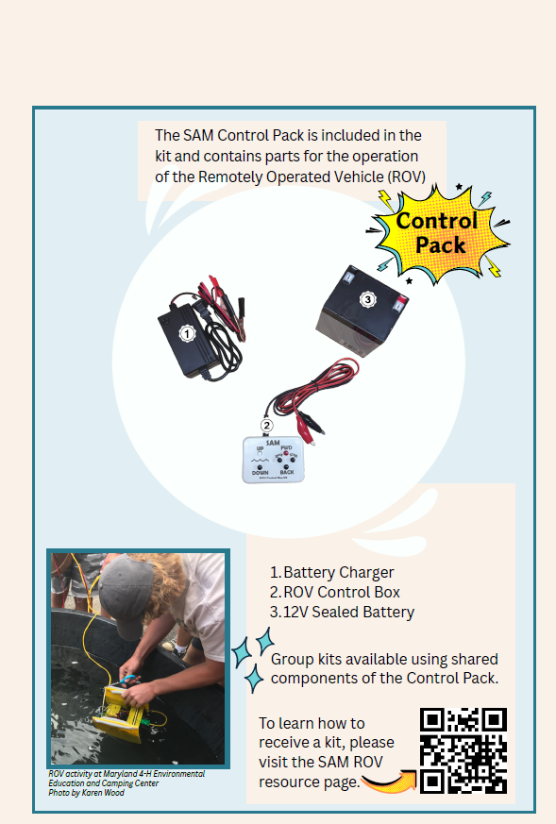 The SAM Control Pack is included in the
kit and contains parts for the operation
of the Remotely Operated Vehicle (ROV)
Control
Pack
1
3
2
SAM
UP
FWD
DOWN
BACK
1.Battery Charger
2.ROV Control Box
3.12V Sealed Battery
Group kits available using shared
components of the Control Pack.
To learn how to
receive a kit, please
visit the SAM ROV
resource page.
ROV activity at Maryland 4-H Environmental
Education and Camping Center
Photo by Karen Wood